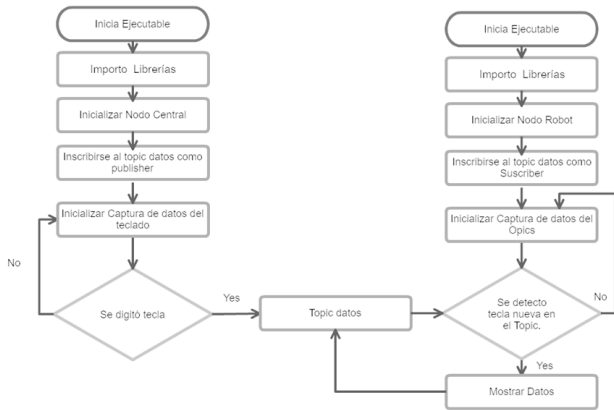 Inicia Ejecutable
Importo Librerías
Inicializar Nodo Central
Inscribirse al topic datos como
publisher
Inicializar Captura de datos del
teclado
No
Se digitó tecla
Yes
Topic datos
Inicia Ejecutable
Importo Librerías
Inicializar Nodo Robot
Inscribirse al topic datos como
Suscriber
Inicializar Captura de datos del
Opics
Se detecto
tecla nueva en
el Topic.
No
Yes
Mostrar Datos